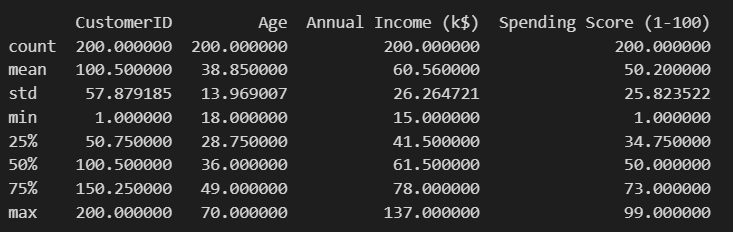 CustomerID Age Annual Income (k$) Spending Score (1-100)
count 200.000000 200.000000 200.000000 200.000000
mean 100.500000 38.850000 60.560000 50.200000
std 57.879185 13.969007 26.264721 25.823522
min 1.000000 18.000000 15.000000 1.000000
25% 50.750000 28.750000 41.500000 34.750000
50% 100.500000 36.000000 61.500000 50.000000
75% 150.250000 49.000000 78.000000 73.000000
max 200.000000 70.000000 137.000000 99.000000